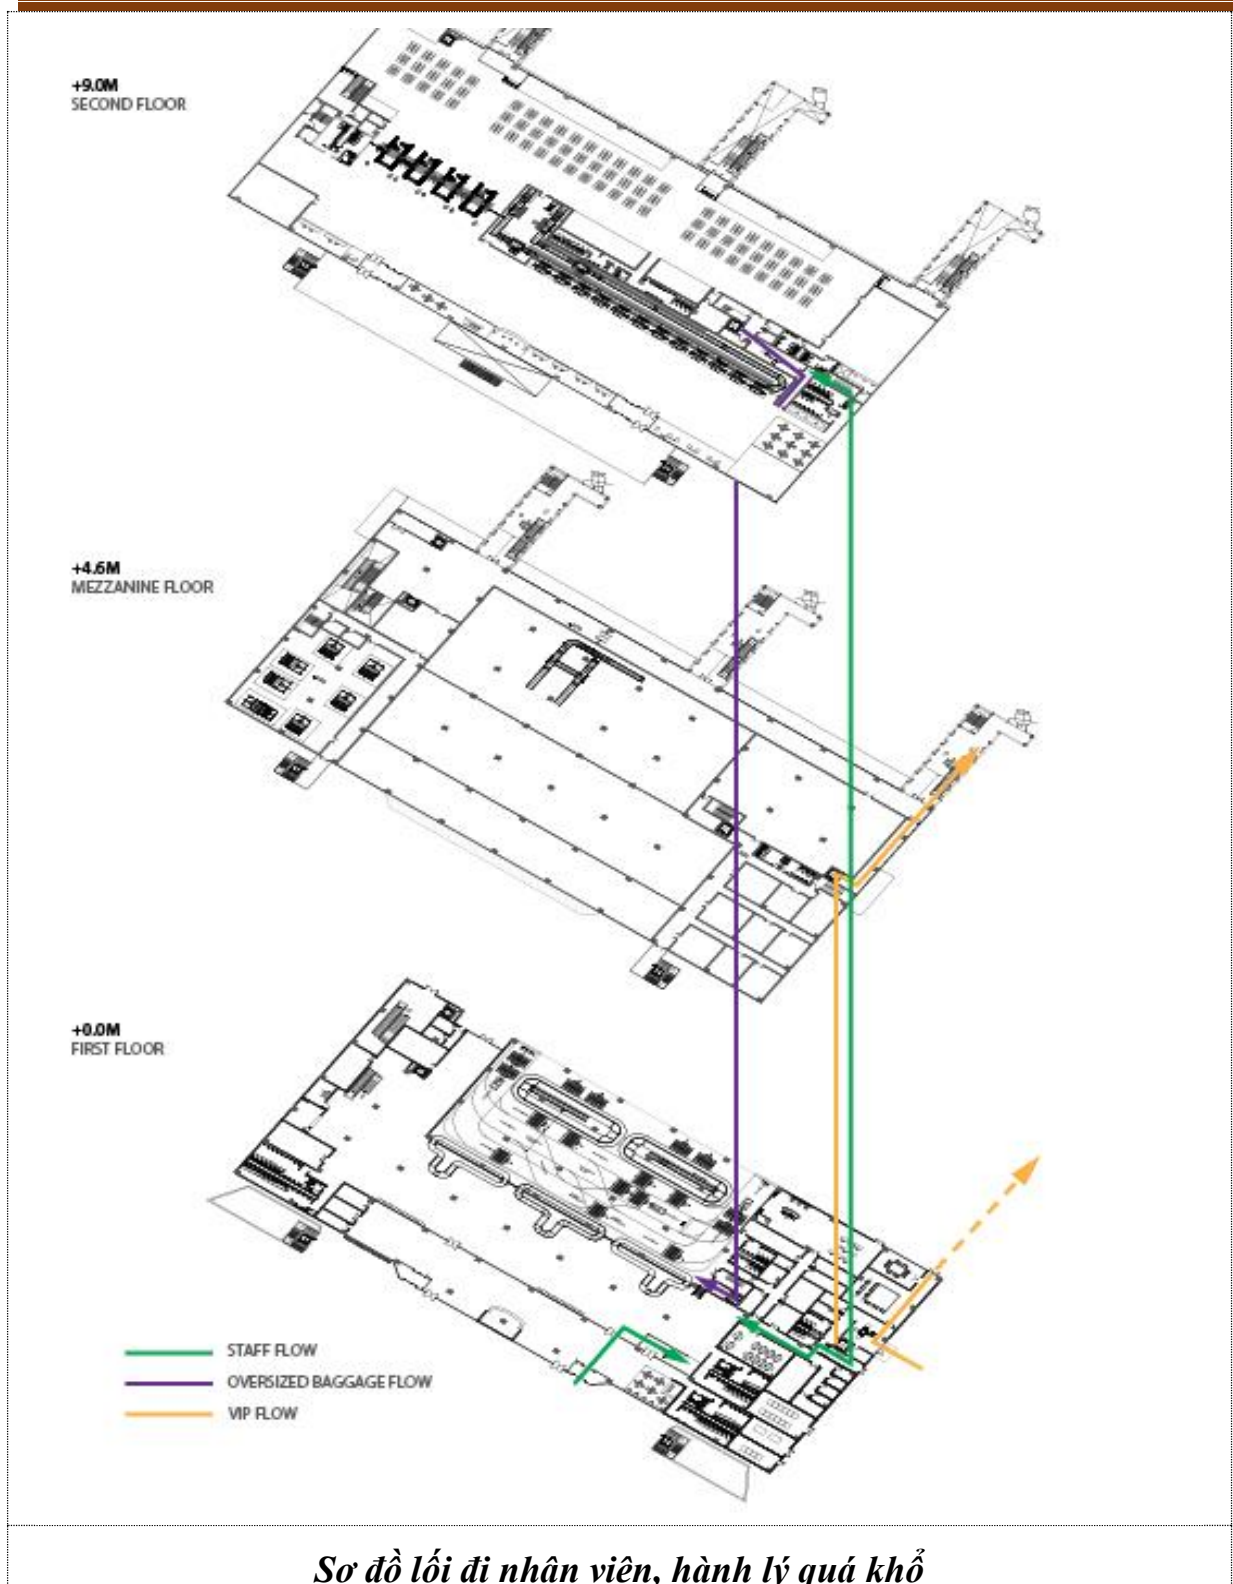 +9.0M
SECOND FLOOR
+4.6M
MEZZANINE FLOOR
+0.0M
FIRST FLOOR
STAFF FLOW
OVERSIZED BAGGAGE FLOW
VIP FLOW
Sơ đồ lối đi nhân viên, hành lý quá khổ